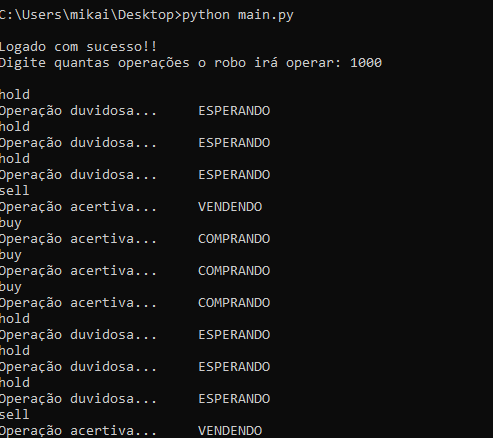 C:\Users\mikai\Desktop>python main.py
Logado com sucesso!!
Digite quantas operações o robo irá operar: 1000
hold
Operação duvidosa... ESPERANDO
hold
Operação duvidosa... ESPERANDO
hold
Operação duvidosa... ESPERANDO
sell
Operação acertiva... VENDENDO
buy
Operação acertiva... COMPRANDO
buy
Operação acertiva... COMPRANDO
buy
Operação acertiva... COMPRANDO
hold
Operação duvidosa... ESPERANDO
hold
Operação duvidosa... ESPERANDO
hold
Operação duvidosa... ESPERANDO
sell
Operação acertiva... VENDENDO